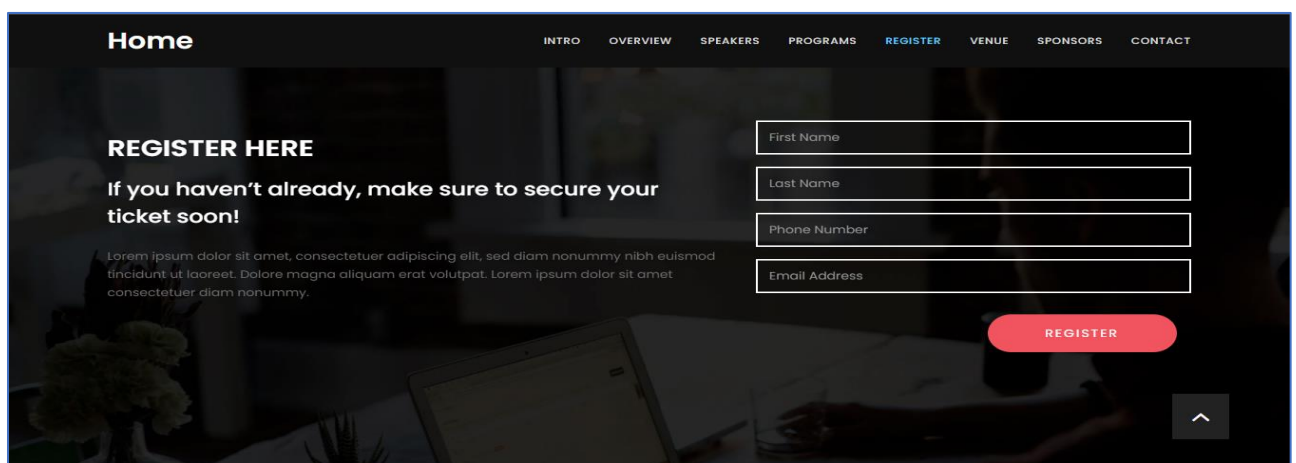 Home
INTRO OVERVIEW SPEAKERS PROGRAMS REGISTER VENUE SPONSORS CONTACT
REGISTER HERE
If you haven't already, make sure to secure your
ticket soon!
Lorem ipsum dolor sit amet, consectetuer adipiscing elit, sed diam nonummy nibh euismod
tincidunt ut laoreet. Dolore magna aliquam erat volutpat. Lorem ipsum dolor sit amet
consectetuer diam nonummy.
First Name
Last Name
Phone Number
Email Address
REGISTER